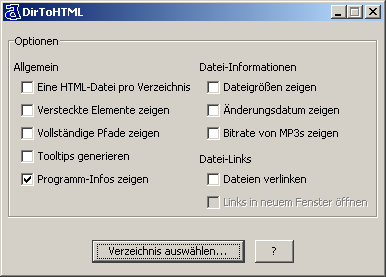 DirToHTML
Optionen
Allgemein
Eine HTML-Datei pro Verzeichnis
Versteckte Elemente zeigen
Vollständige Pfade zeigen
Tooltips generieren
Programm-Infos zeigen
Datei-Informationen
Dateigrößen zeigen
Änderungsdatum zeigen
Bitrate von MP3s zeigen
Datei-Links
Dateien verlinken
Links in neuem Fenster öffnen
Verzeichnis auswählen...
?